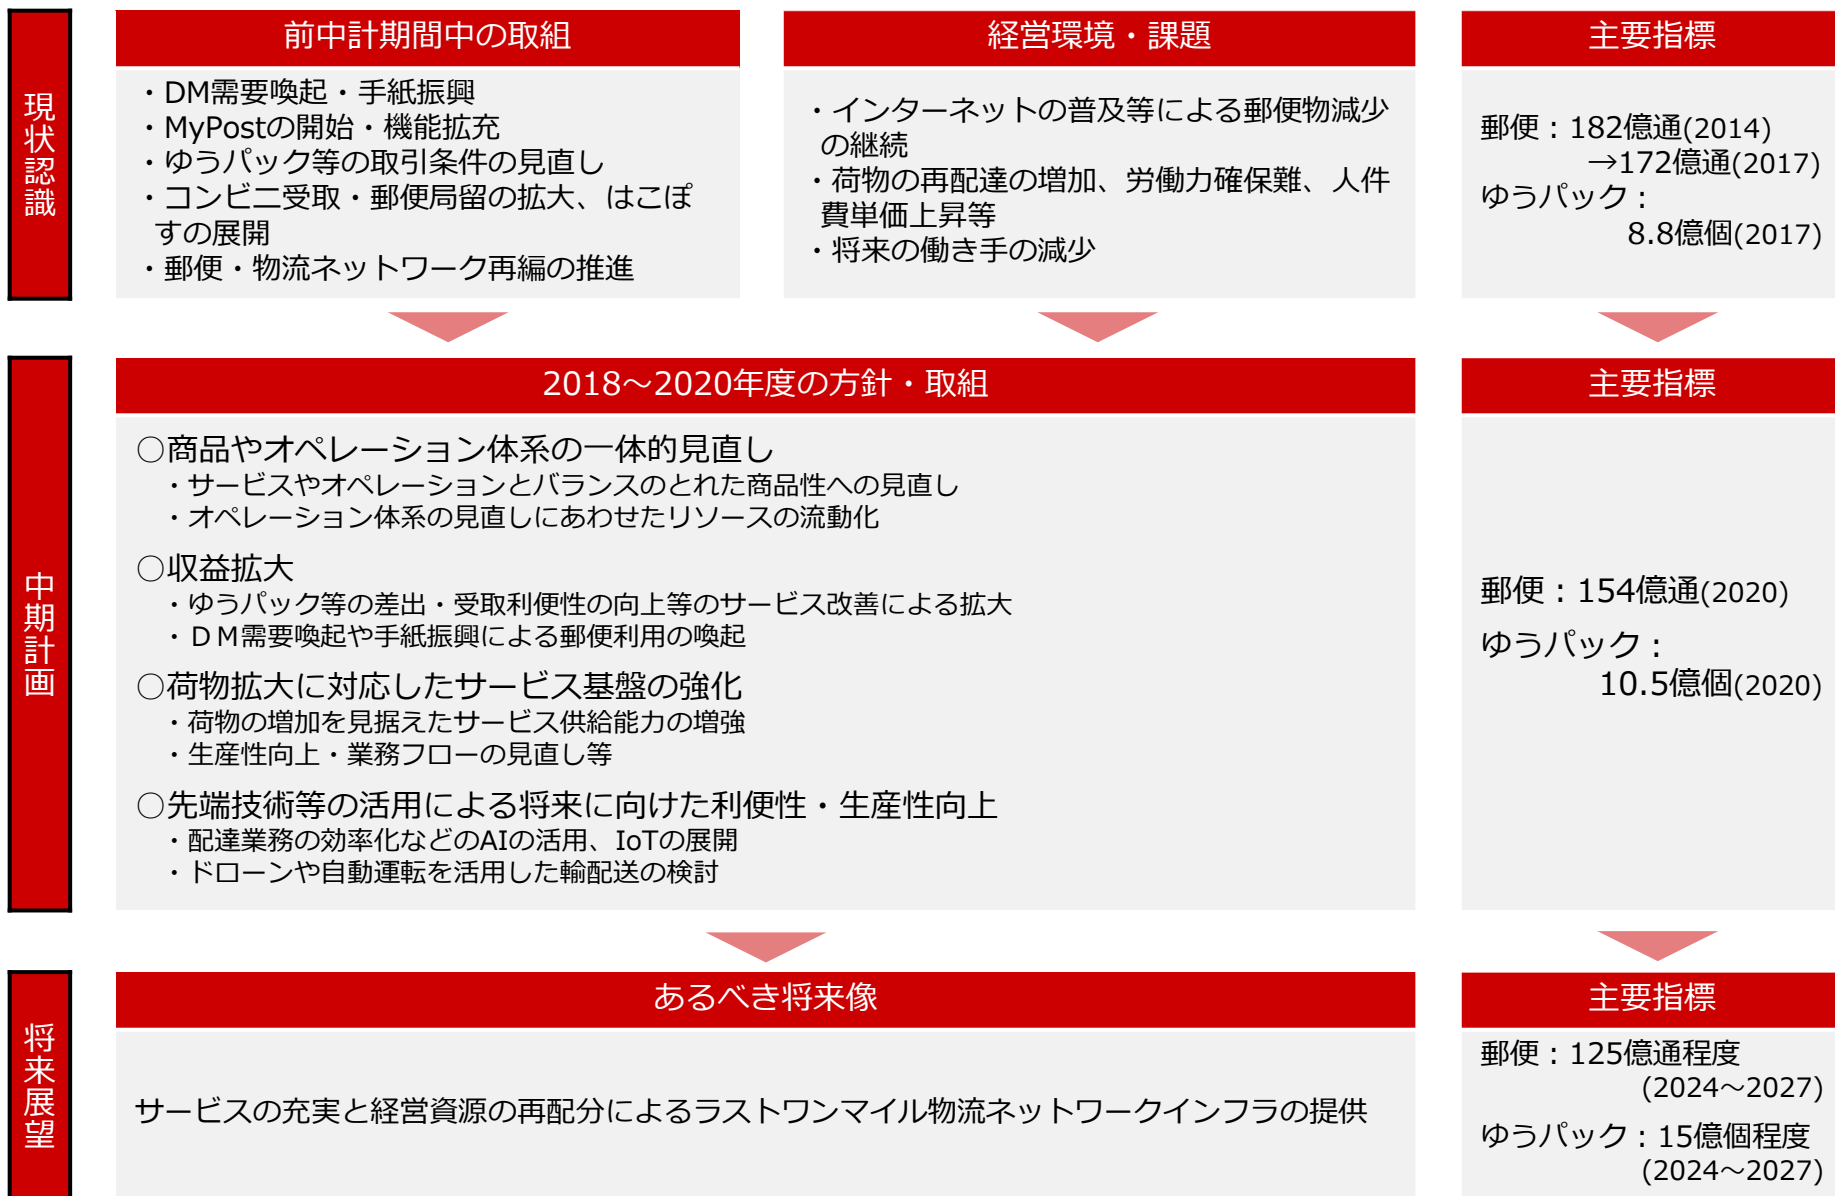 現状認識
前中計期間中の取組
・DM需要喚起・手紙振興
・MyPostの開始・機能拡充
・ゆうパック等の取引条件の見直し
・コンビニ受取・郵便局留の拡大、はこぽ
すの展開
・郵便・物流ネットワーク再編の推進
経営環境・課題
・インターネットの普及等による郵便物減少
の継続
・荷物の再配達の増加、労働力確保難、人件
費単価上昇等
・将来の働き手の減少
主要指標
郵便：182億通(2014)
→172億通(2017)
ゆうパック：
8.8億個(2017)
中期計画
2018～2020年度の方針・取組
○商品やオペレーション体系の一体的見直し
・サービスやオペレーションとバランスのとれた商品性への見直し
・オペレーション体系の見直しにあわせたリソースの流動化
○収益拡大
・ゆうパック等の差出・受取利便性の向上等のサービス改善による拡大
・ＤＭ需要喚起や手紙振興による郵便利用の喚起
○荷物拡大に対応したサービス基盤の強化
・荷物の増加を見据えたサービス供給能力の増強
・生産性向上・業務フローの見直し等
○先端技術等の活用による将来に向けた利便性・生産性向上
・配達業務の効率化などのAIの活用、IoTの展開
・ドローンや自動運転を活用した輸配送の検討
主要指標
郵便：154億通(2020)
ゆうパック：
10.5億個(2020)
将来展望
あるべき将来像
サービスの充実と経営資源の再配分によるラストワンマイル物流ネットワークインフラの提供
主要指標
郵便：125億通程度
(2024～2027)
ゆうパック：15億個程度
(2024～2027)